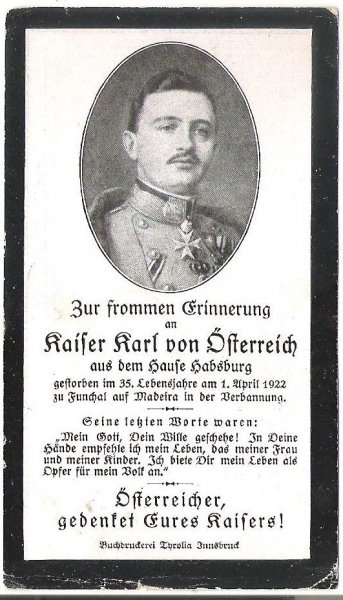 Zur frommen Erinnerung
an
Kaiser Karl von Österreich
aus dem Hause Habsburg
gestorben im 35. Lebensjahre am 1. April 1922
zu Funchal auf Madeira in der Verbannung.
Seine letzten Worte waren:
„Mein Gott, Dein Wille geschehe! In Deine
Hände empfehle ich mein Leben, das meiner Frau
und meiner Kinder. Ich biete Dir mein Leben als
Opfer für mein Volk an.“
Österreicher,
gedenket Eures Kaisers!
Buchdruckerei Tyrolia Innsbruck